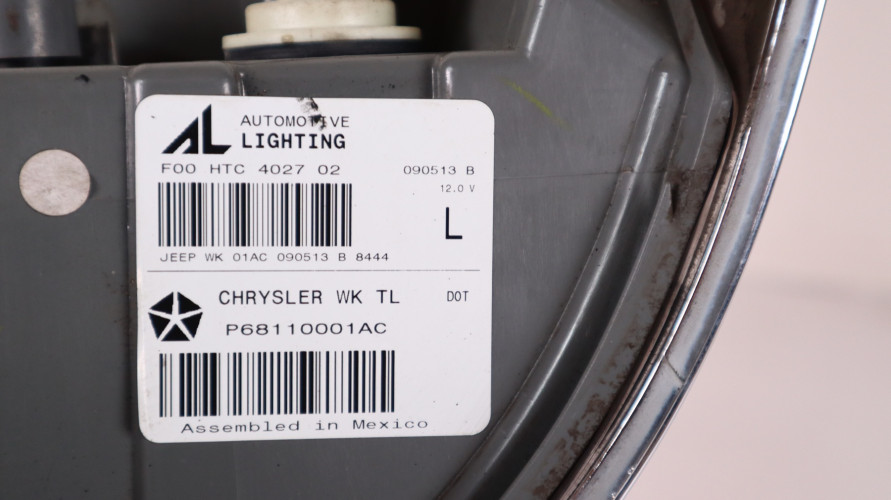 AL AUTOMOTIVE
LIGHTING
F00 HTC 4027 02 090513 B
12.0 V
L
JEEP WK 01AC 090513 B 8444
CHRYSLER WK TL DOT
P68110001AC
Assembled in Mexico